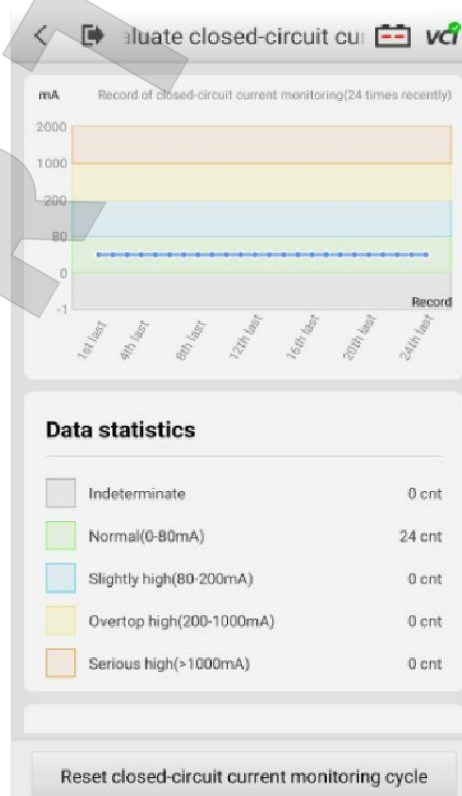 aluate closed-circuit cu
vci
mA Record of closed-circuit current monitoring(24 times recently)
2000
1000
200
80
0
-1
Record
1st last 4th last 8th last 12th last 16th last 20th last 24th last
Data statistics
Indeterminate 0 cnt
Normal(0-80mA) 24 cnt
Slightly high(80-200mA) 0 cnt
Overtop high(200-1000mA) 0 cnt
Serious high(>1000mA) 0 cnt
Reset closed-circuit current monitoring cycle